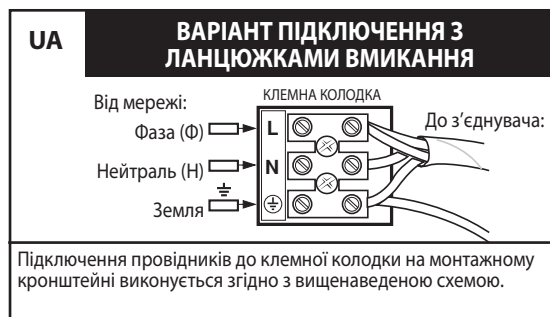 UA
ВАРІАНТ ПІДКЛЮЧЕННЯ З
ЛАНЦЮЖКАМИ ВМИКАННЯ
КЛЕМНА КОЛОДКА
Від мережі:
До з’єднувача:
Фаза (Ф)
L
Нейтраль (Н)
N
Земля
Підключення провідників до клемної колодки на монтажному
кронштейні виконується згідно з вищенаведеною схемою.